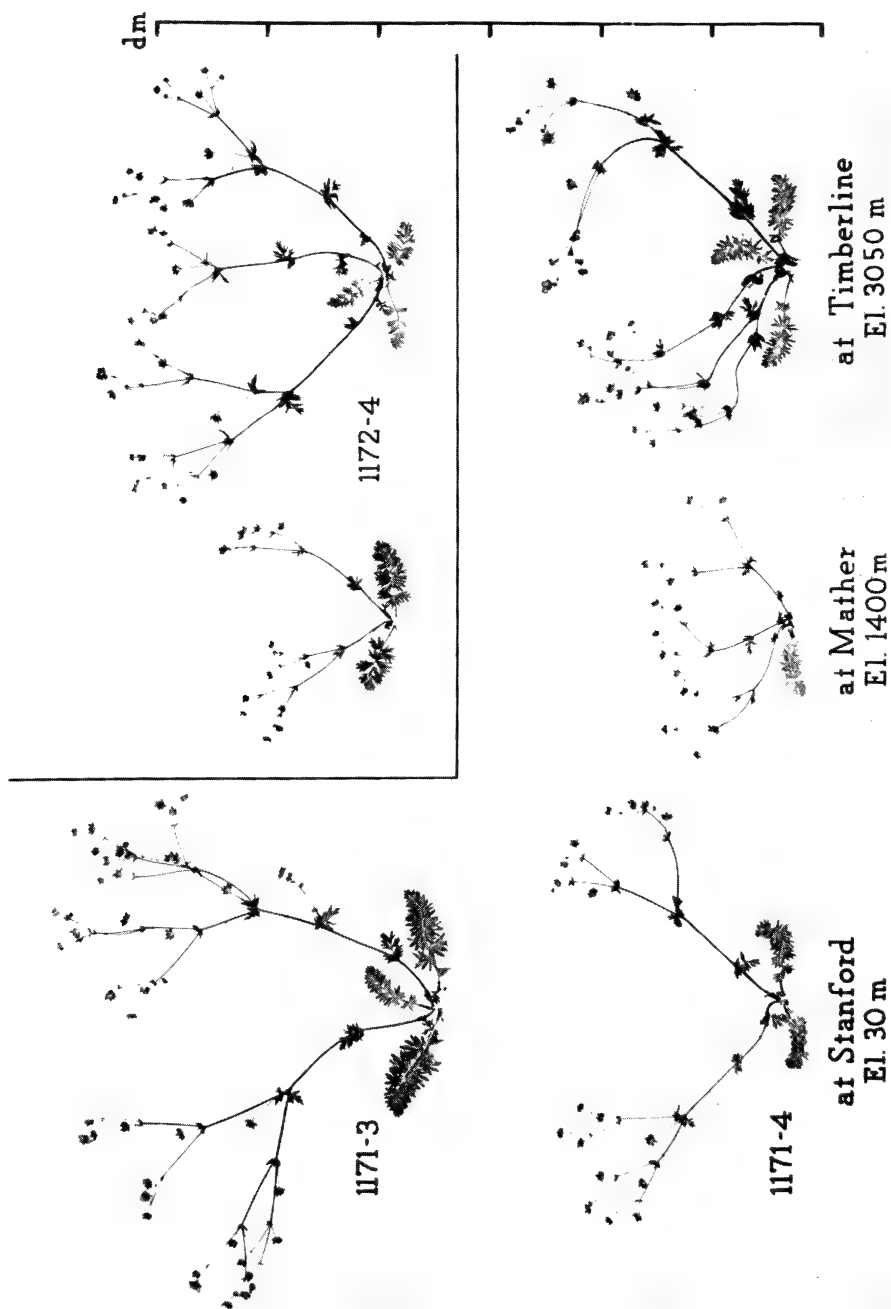 dm
1171-3
1172-4
1171-4
at Stanford
El. 30 m
at Mather
El. 1400 m
at Timberline
El. 3050 m